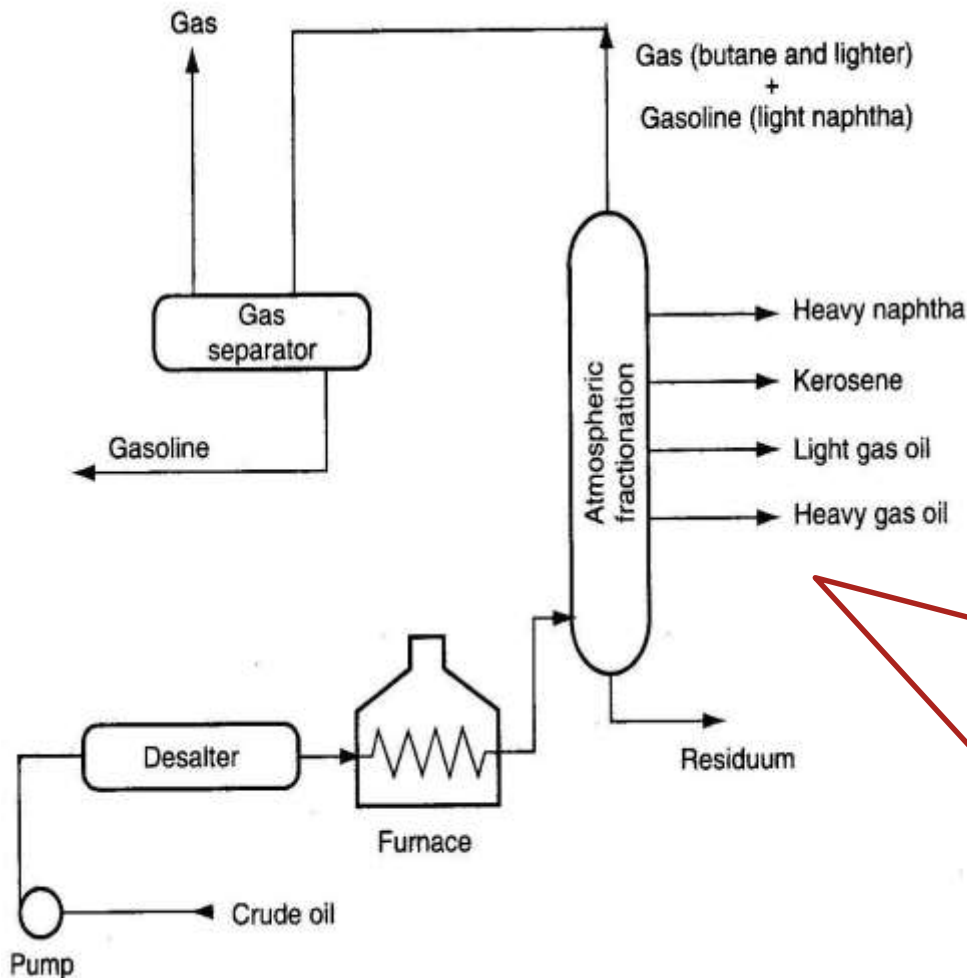 Gas
Gas (butane and lighter)
+
Gasoline (light naphtha)
Gas
separator
Gasoline
Heavy naphtha
Kerosene
Light gas oil
Heavy gas oil
Atmospheric
fractionation
Residuum
Desalter
Furnace
Crude oil
Pump